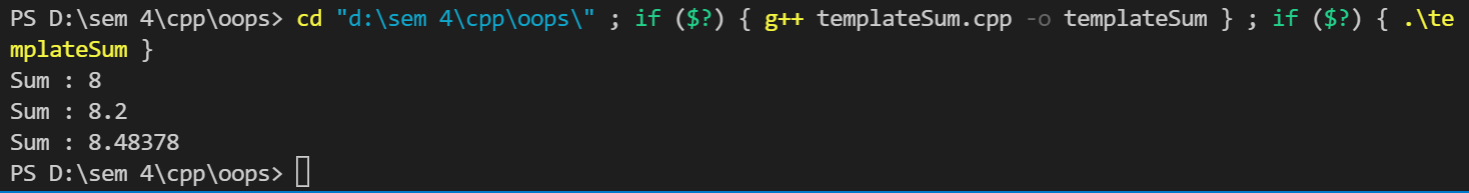 PS D:\sem 4\cpp\oops> cd "d:\sem 4\cpp\oops\" ; if ($?) { g++ templateSum.cpp -o templateSum } ; if ($?) { .\te
mplateSum }
Sum : 8
Sum : 8.2
Sum : 8.48378
PS D:\sem 4\cpp\oops>